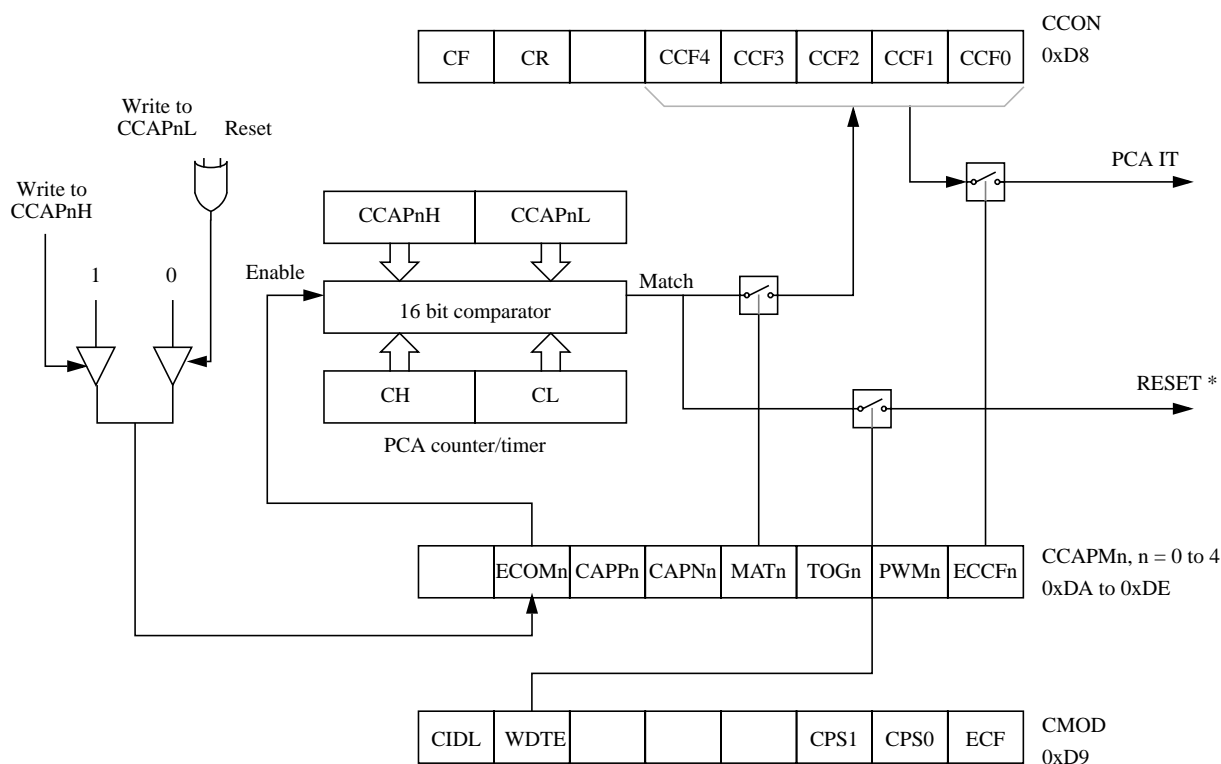 CCON
0xD8
CF CR CCF4 CCF3 CCF2 CCF1 CCF0
Write to
CCAPnL Reset
Write to
CCAPnH
PCA IT
CCAPnH CCAPnL
1 0 Enable
Match
16 bit comparator
CH CL
RESET *
PCA counter/timer
ECOMn CAPPn CAPNn MATn TOGn PWMn ECCFn
CCAPMn, n = 0 to 4
0xDA to 0xDE
CIDL WDTE CPS1 CPS0 ECF
CMOD
0xD9